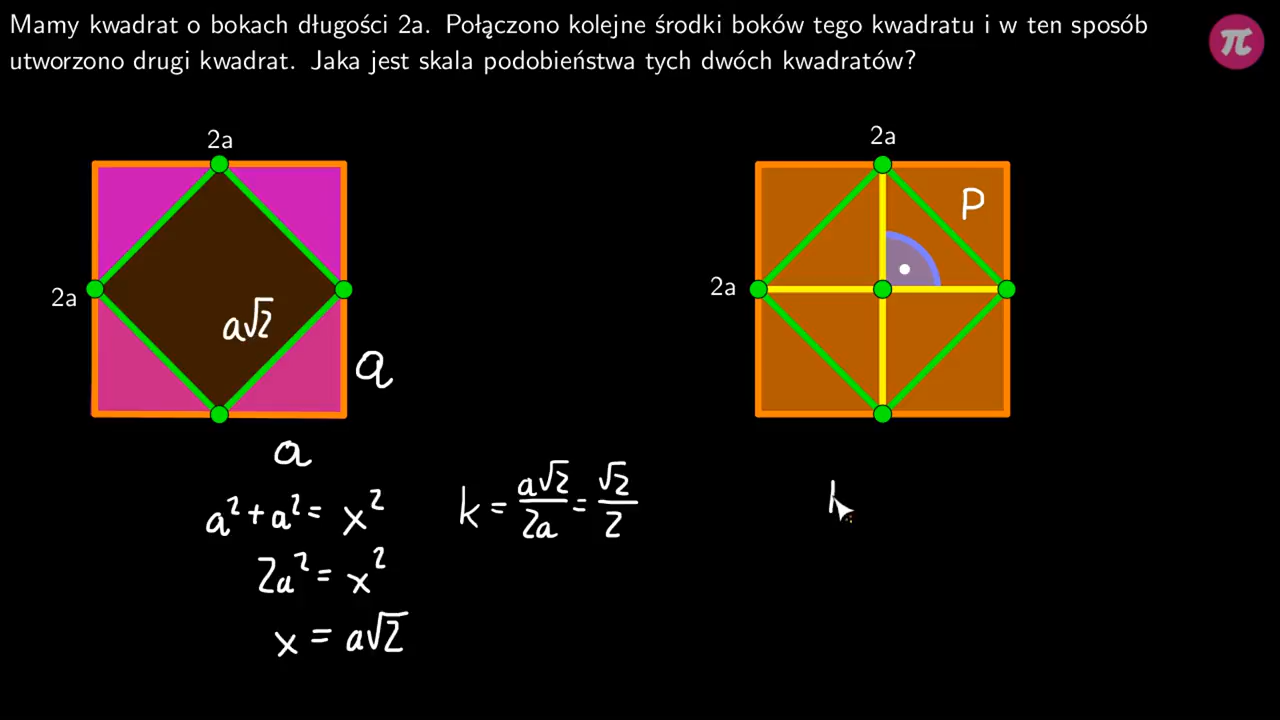 Mamy kwadrat o bokach długości 2a. Połączono kolejne środki boków tego kwadratu i w ten sposób
utworzono drugi kwadrat. Jaka jest skala podobieństwa tych dwóch kwadratów?
π
2a
2a
a√2
a
a
a² + a² = x²
2a² = x²
x = a√2
k = a√2/2a = √2/2
2a
2a
P